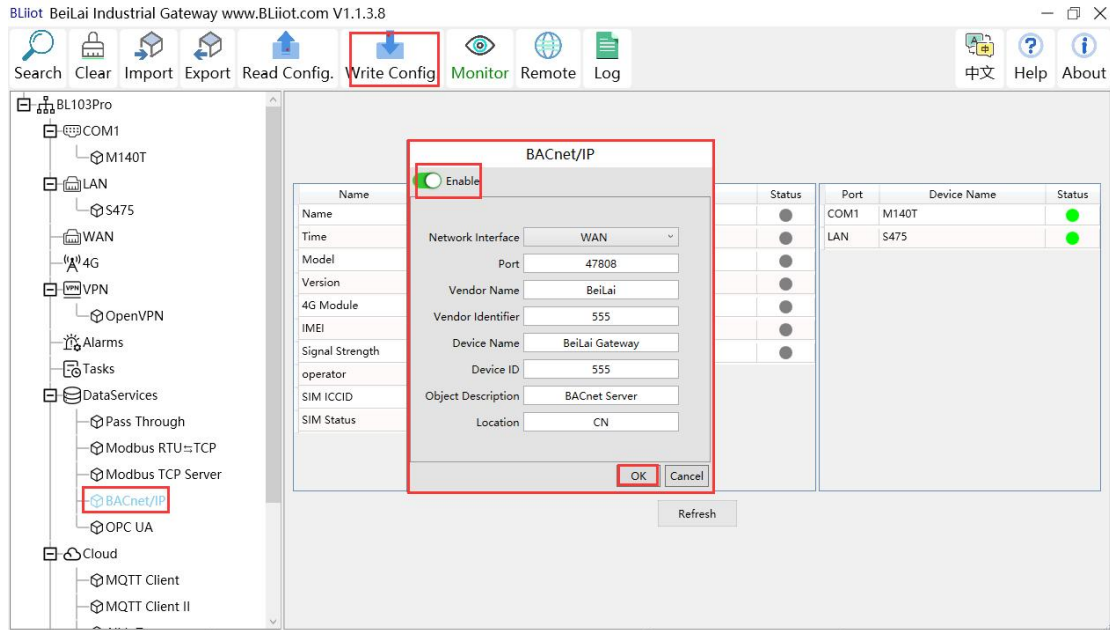 BLiiot BeiLai Industrial Gateway www.BLiiot.com V1.1.3.8
Search Clear Import Export Read Config. Write Config Monitor Remote Log 中文 Help About
BL103Pro
COM1
M140T
LAN
S475
WAN
4G
VPN
OpenVPN
Alarms
Tasks
DataServices
Pass Through
Modbus RTU⇆TCP
Modbus TCP Server
BACnet/IP
OPC UA
Cloud
MQTT Client
MQTT Client II
Name
Name
Time
Model
Version
4G Module
IMEI
Signal Strength
operator
SIM ICCID
SIM Status
BACnet/IP
Enable
Network Interface WAN
Port 47808
Vendor Name BeiLai
Vendor Identifier 555
Device Name BeiLai Gateway
Device ID 555
Object Description BACnet Server
Location CN
OK Cancel
Status
Port Device Name Status
COM1 M140T
LAN S475
Refresh